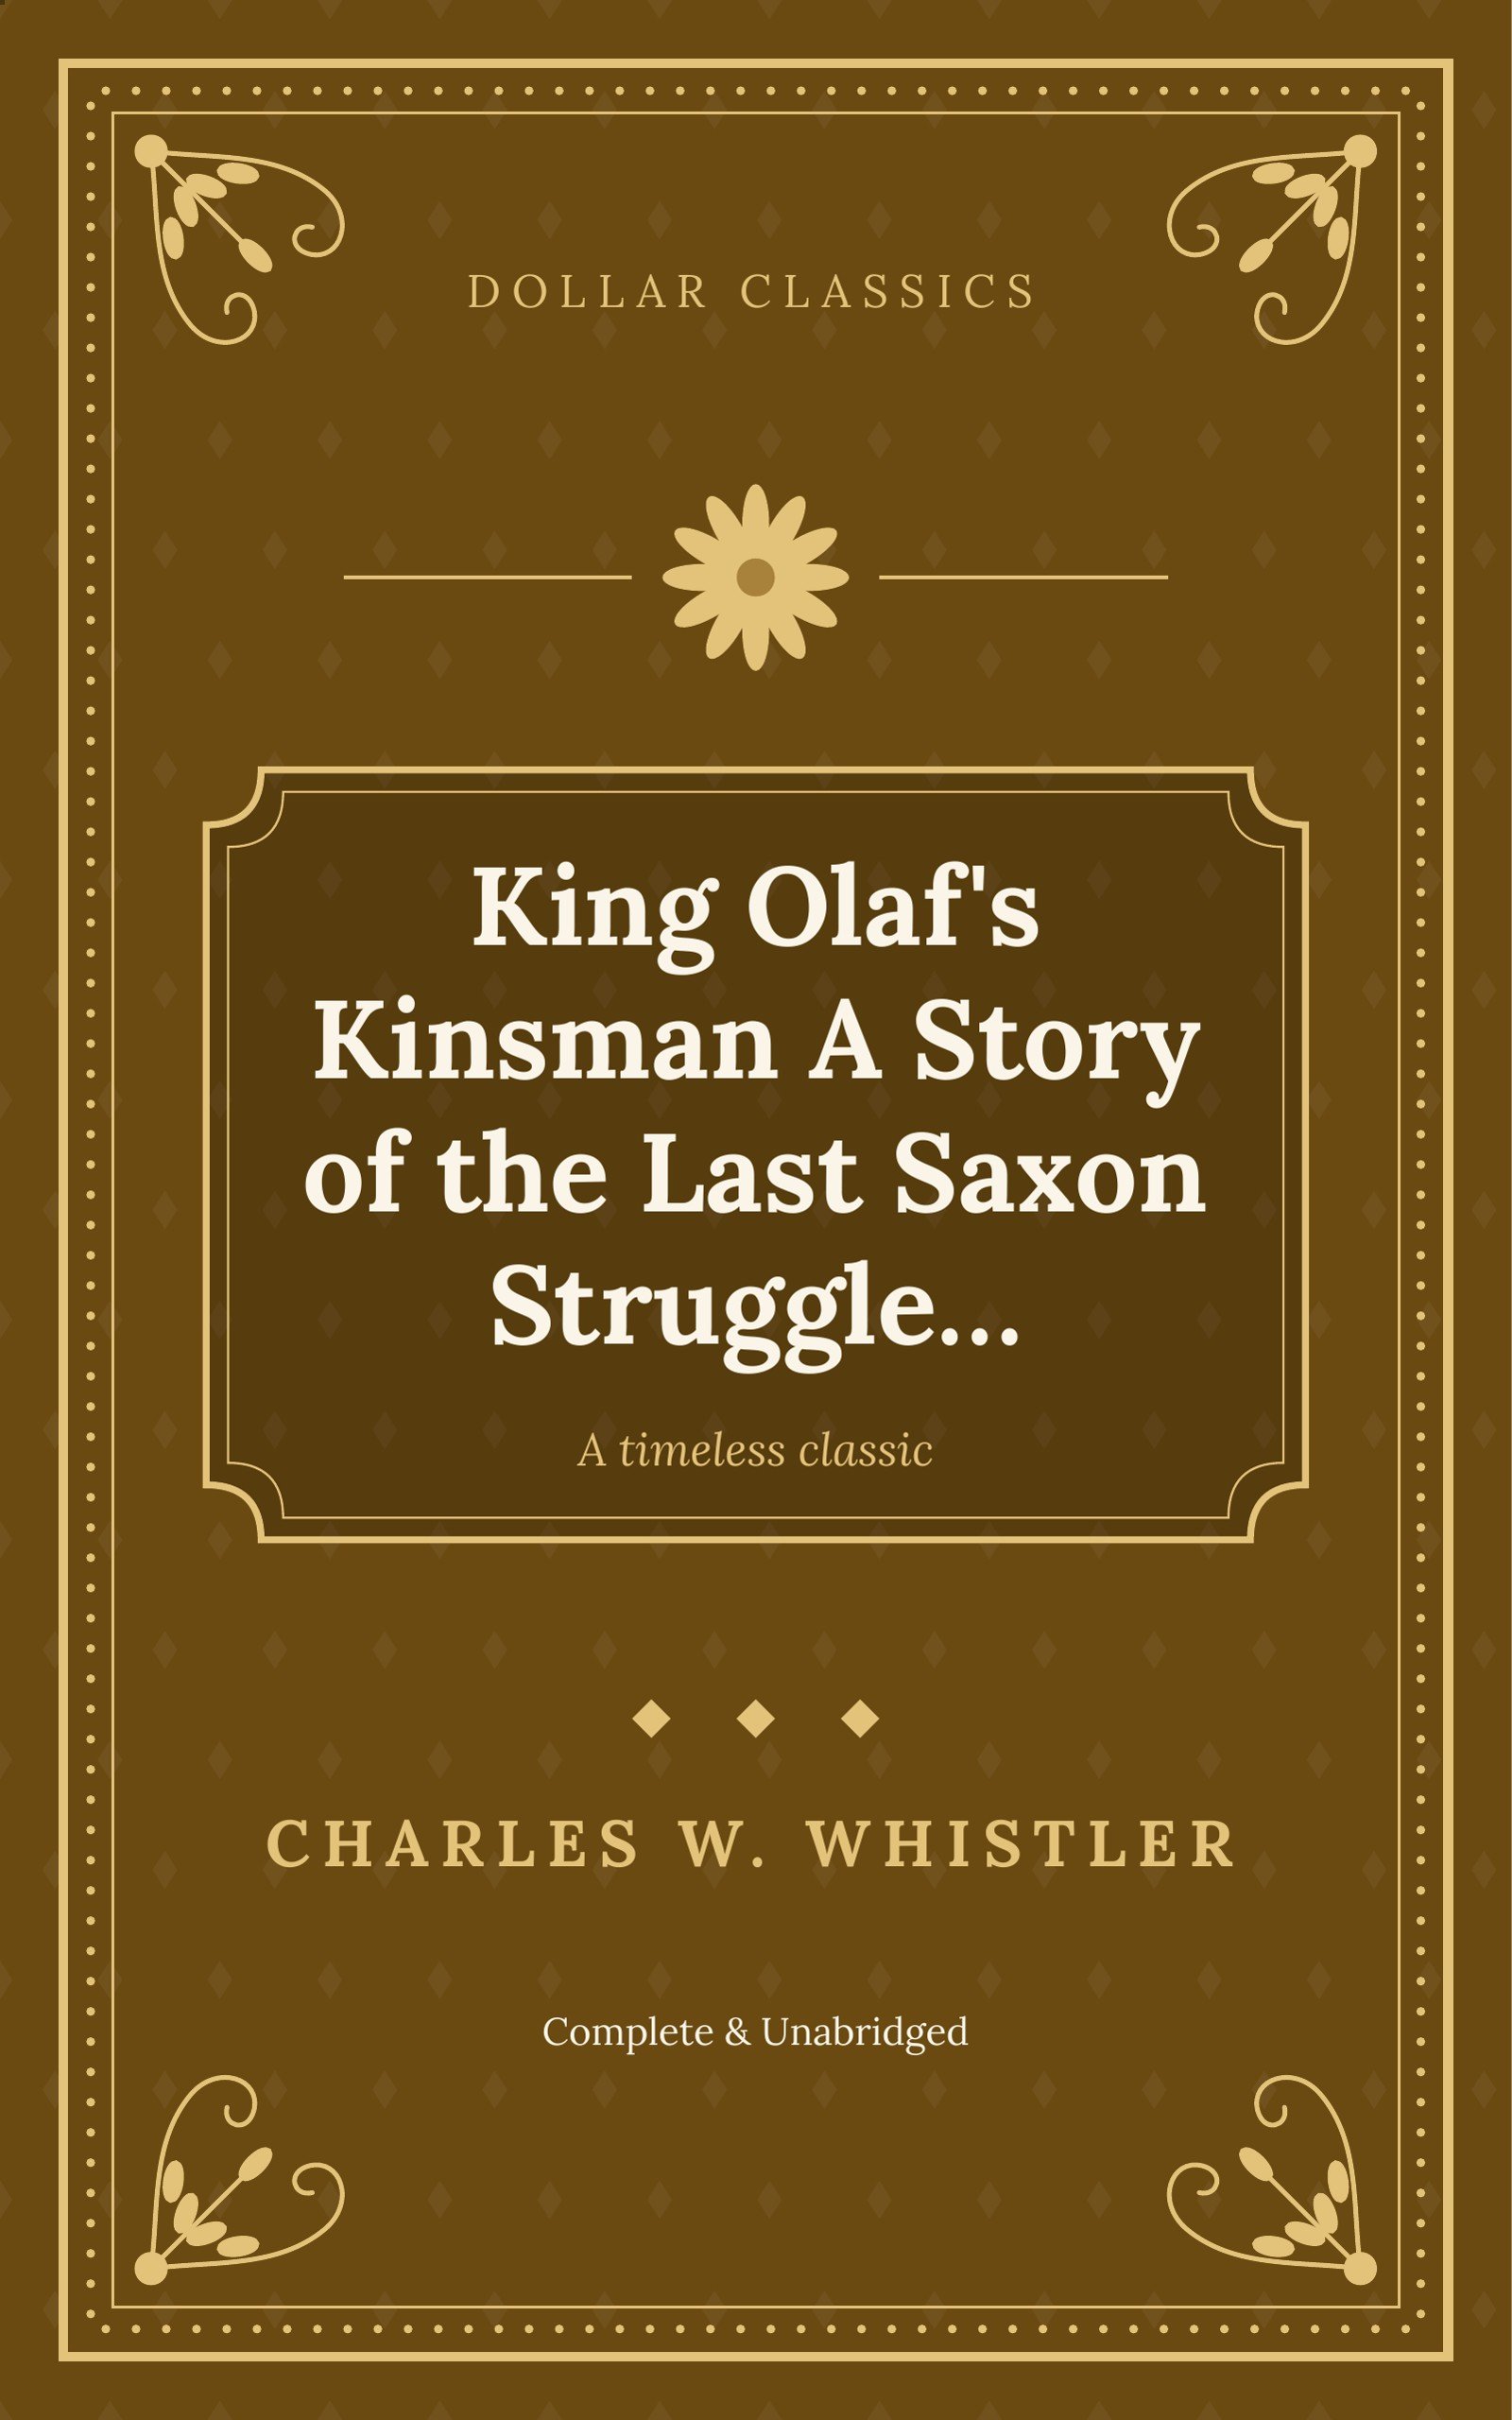 DOLLAR CLASSICS
King Olaf's
Kinsman A Story
of the Last Saxon
Struggle...
A timeless classic
CHARLES W. WHISTLER
Complete & Unabridged